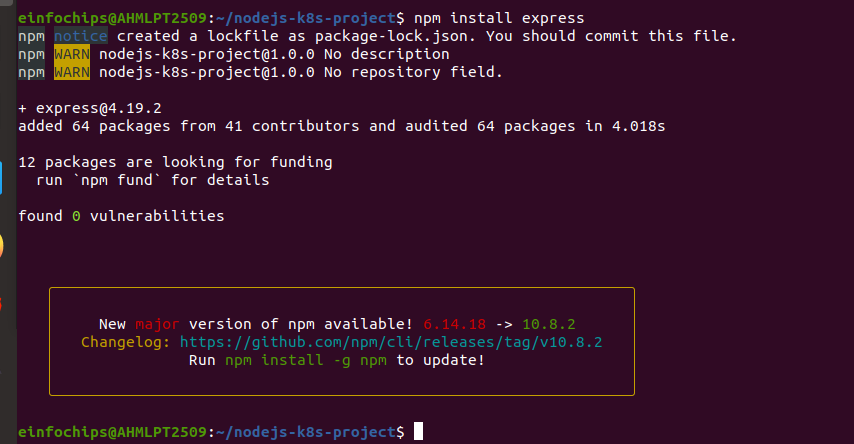 einfochips@AHMLPT2509:~/nodejs-k8s-project$ npm install express
npm notice created a lockfile as package-lock.json. You should commit this file.
npm WARN nodejs-k8s-project@1.0.0 No description
npm WARN nodejs-k8s-project@1.0.0 No repository field.
+ express@4.19.2
added 64 packages from 41 contributors and audited 64 packages in 4.018s
12 packages are looking for funding
run `npm fund` for details
found 0 vulnerabilities
New major version of npm available! 6.14.18 -> 10.8.2
Changelog: https://github.com/npm/cli/releases/tag/v10.8.2
Run npm install -g npm to update!
einfochips@AHMLPT2509:~/nodejs-k8s-project$